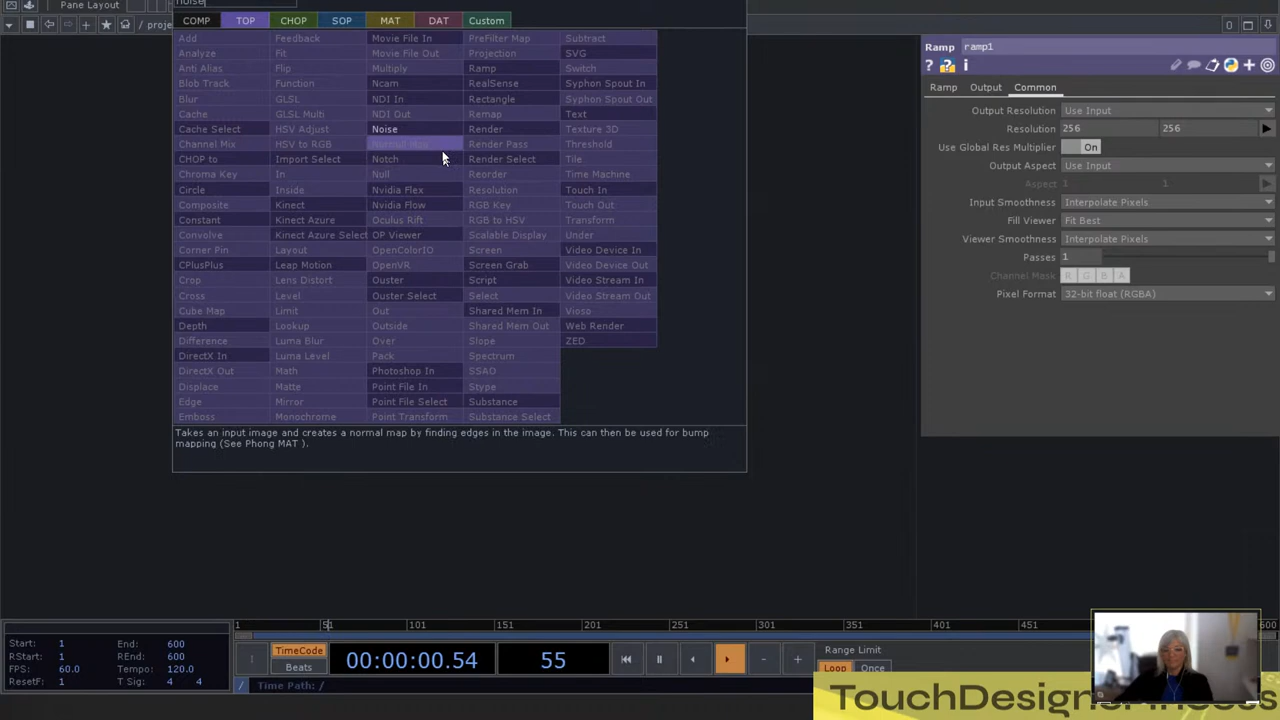 noise
COMP TOP CHOP SOP MAT DAT Custom
Pane Layout
/ proje
0
Add Feedback Movie File In PreFilter Map Subtract
Analyze Fit Movie File Out Projection SVG
Anti Alias Flip Multiply Ramp Switch
Blob Track Function Ncam RealSense Syphon Spout In
Blur GLSL NDI In Rectangle Syphon Spout Out
Cache GLSL Multi NDI Out Remap Text
Cache Select HSV Adjust Noise Render Texture 3D
Channel Mix HSV to RGB Normal Map Render Pass Threshold
CHOP to Import Select Notch Render Select Tile
Chroma Key In Null Reorder Time Machine
Circle Inside Nvidia Flex Resolution Touch In
Composite Kinect Nvidia Flow RGB Key Touch Out
Constant Kinect Azure Oculus Rift RGB to HSV Transform
Convolve Kinect Azure Select OP Viewer Scalable Display Under
Corner Pin Layout OpenColorIO Screen Video Device In
CPlusPlus Leap Motion OpenVR Screen Grab Video Device Out
Crop Lens Distort Ouster Script Video Stream In
Cross Level Ouster Select Select Video Stream Out
Cube Map Limit Out Shared Mem In Vioso
Depth Lookup Outside Shared Mem Out Web Render
Difference Luma Blur Over Slope ZED
DirectX In Luma Level Pack Spectrum
DirectX Out Math Photoshop In SSAD
Displace Matte Point File In Stype
Edge Mirror Point File Select Substance
Emboss Monochrome Point Transform Substance Select
Takes an input image and creates a normal map by finding edges in the image. This can then be used for bump
mapping (See Phong MAT ).
Ramp ramp1
? ? i
Ramp Output Common
Output Resolution Use Input
Resolution 256 256
Use Global Res Multiplier On
Output Aspect Use Input
Aspect 1 1
Input Smoothness Interpolate Pixels
Fill Viewer Fit Best
Viewer Smoothness Interpolate Pixels
Passes 1
Channel Mask R G B A
Pixel Format 32-bit float (RGBA)
1 51 101 151 201 251 301 351 401 451 600
Start: 1 End: 600
RStart: 1 REnd: 600
FPS: 60.0 Tempo: 120.0
ResetF: 1 T Sig: 4 4
TimeCode
Beats
00:00:00.54 55
Range Limit
Loop Once
/ Time Path: /